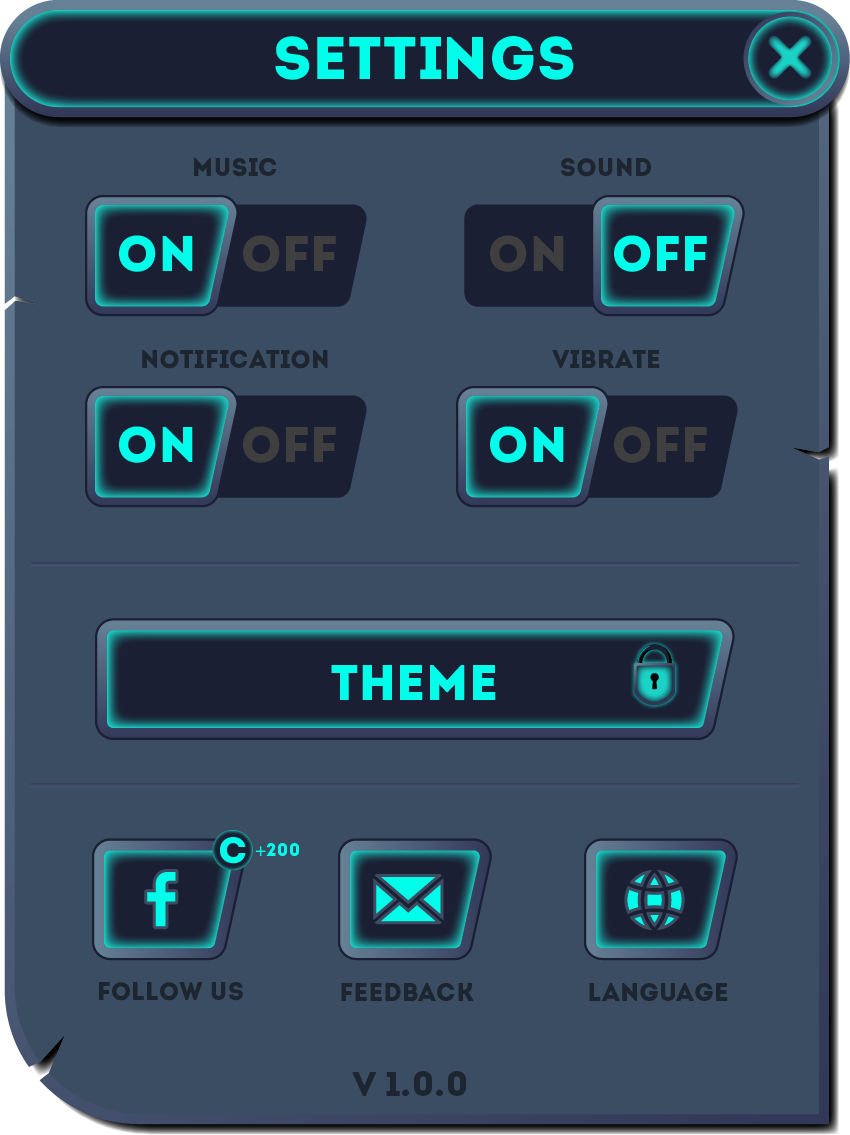 SETTINGS
MUSIC
SOUND
ON OFF
ON OFF
NOTIFICATION
VIBRATE
ON OFF
ON OFF
THEME
C +200
FOLLOW US
FEEDBACK
LANGUAGE
V 1.0.0